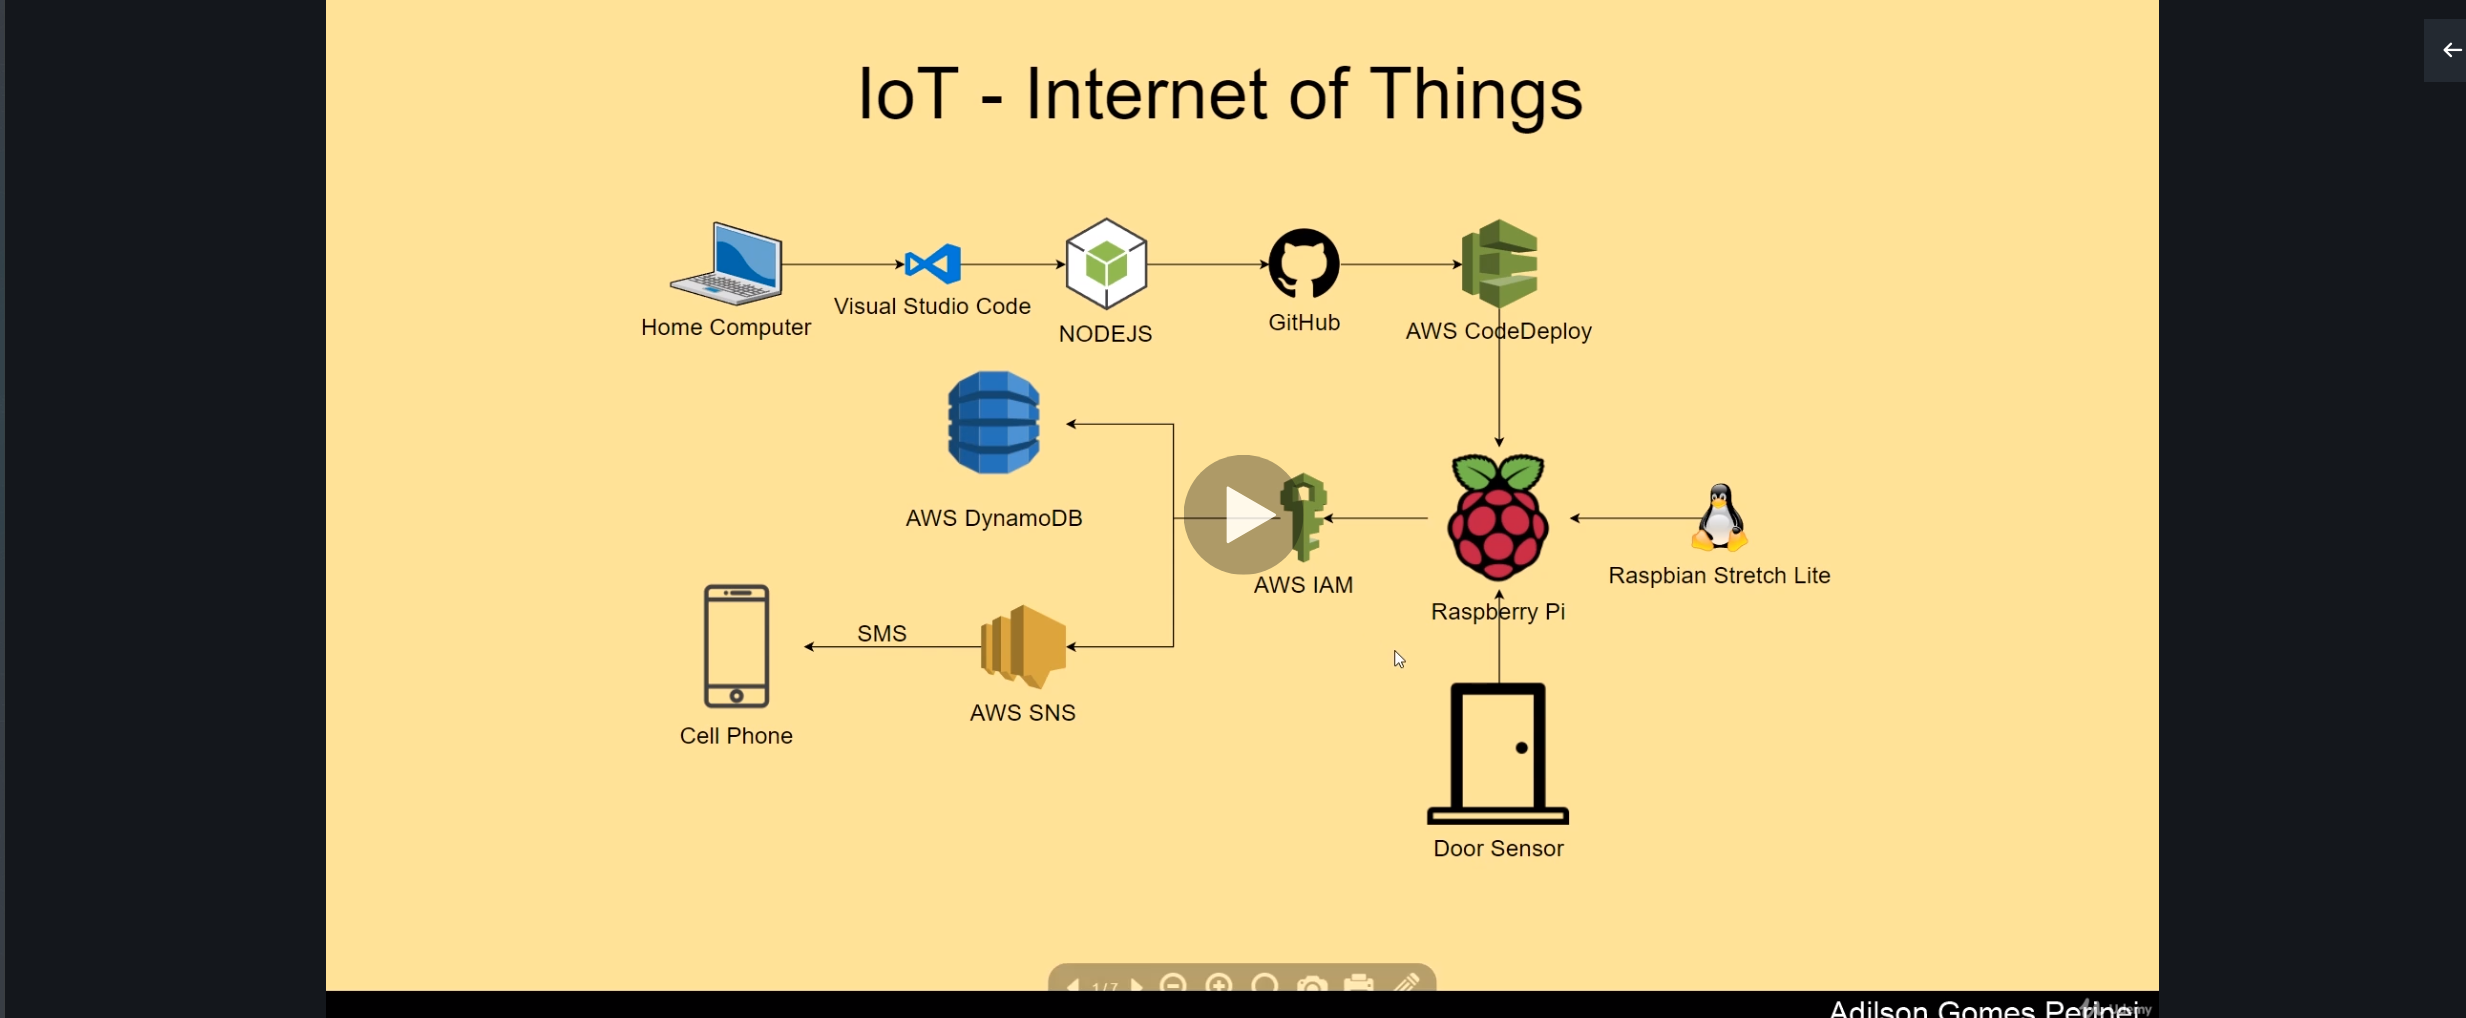 IoT - Internet of Things
Home Computer
Visual Studio Code
NODEJS
GitHub
AWS CodeDeploy
AWS DynamoDB
AWS IAM
Raspberry Pi
Raspbian Stretch Lite
SMS
Cell Phone
AWS SNS
Door Sensor
1/7
Adilson Gomes
Udemy